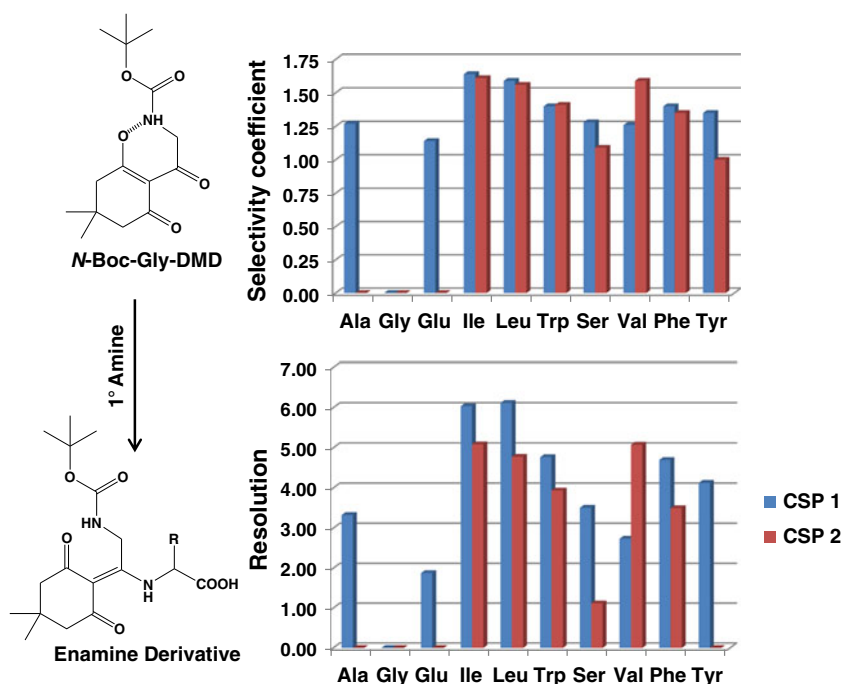 O
O
NH
O
O
O
N-Boc-Gly-DMD
1° Amine
O
O
HN
O
R
N
H
COOH
O
Enamine Derivative
Selectivity coefficient
1.75
1.50
1.25
1.00
0.75
0.50
0.25
0.00
Ala Gly Glu Ile Leu Trp Ser Val Phe Tyr
Resolution
7.00
6.00
5.00
4.00
3.00
2.00
1.00
0.00
Ala Gly Glu Ile Leu Trp Ser Val Phe Tyr
CSP 1
CSP 2